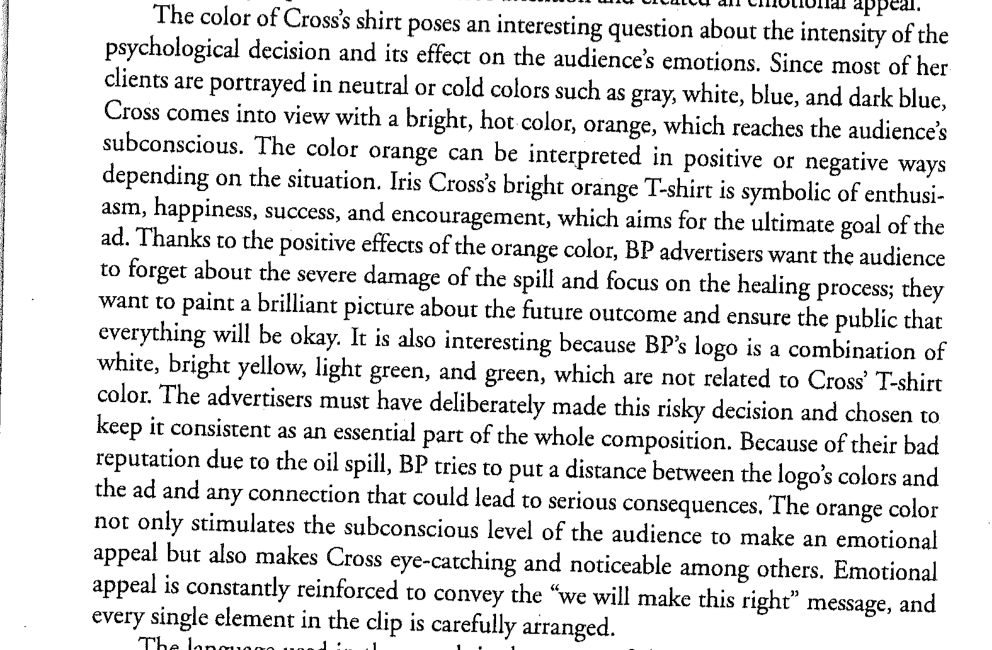 an emotional appeal.
The color of Cross's shirt poses an interesting question about the intensity of the
psychological decision and its effect on the audience's emotions. Since most of her
clients are portrayed in neutral or cold colors such as gray, white, blue, and dark blue,
Cross comes into view with a bright, hot color, orange, which reaches the audience's
subconscious. The color orange can be interpreted in positive or negative ways
depending on the situation. Iris Cross's bright orange T-shirt is symbolic of enthusi-
asm, happiness, success, and encouragement, which aims for the ultimate goal of the
ad. Thanks to the positive effects of the orange color, BP advertisers want the audience
to forget about the severe damage of the spill and focus on the healing process; they
want to paint a brilliant picture about the future outcome and ensure the public that
everything will be okay. It is also interesting because BP's logo is a combination of
white, bright yellow, light green, and green, which are not related to Cross' T-shirt
color. The advertisers must have deliberately made this risky decision and chosen to
keep it consistent as an essential part of the whole composition. Because of their bad
reputation due to the oil spill, BP tries to put a distance between the logo's colors and
the ad and any connection that could lead to serious consequences. The orange color
not only stimulates the subconscious level of the audience to make an emotional
appeal but also makes Cross eye-catching and noticeable among others. Emotional
appeal is constantly reinforced to convey the "we will make this right" message, and
every single element in the clip is carefully arranged.
The language used in the